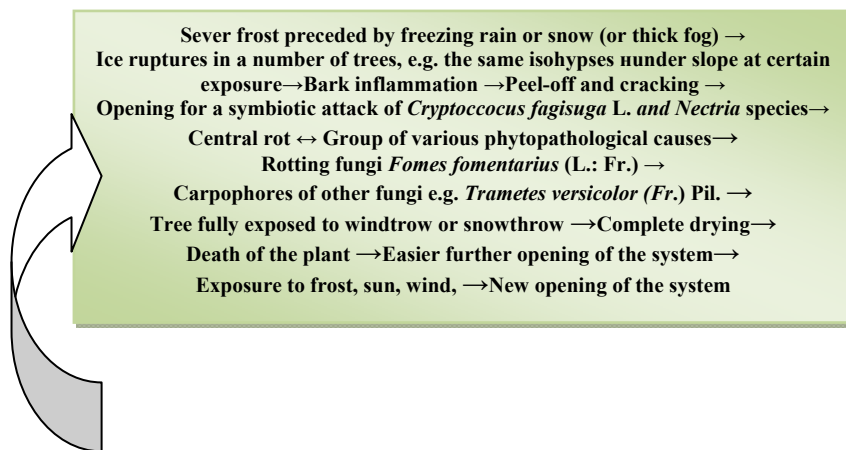 Sever frost preceded by freezing rain or snow (or thick fog) →
Ice ruptures in a number of trees, e.g. the same isohypses нunder slope at certain
exposure→Bark inflammation →Peel-off and cracking →
Opening for a symbiotic attack of Cryptoccocus fagisuga L. and Nectria species→
Central rot ↔ Group of various phytopathological causes→
Rotting fungi Fomes fomentarius (L.: Fr.) →
Carpophores of other fungi e.g. Trametes versicolor (Fr.) Pil. →
Tree fully exposed to windtrow or snowthrow →Complete drying→
Death of the plant →Easier further opening of the system→
Exposure to frost, sun, wind, →New opening of the system